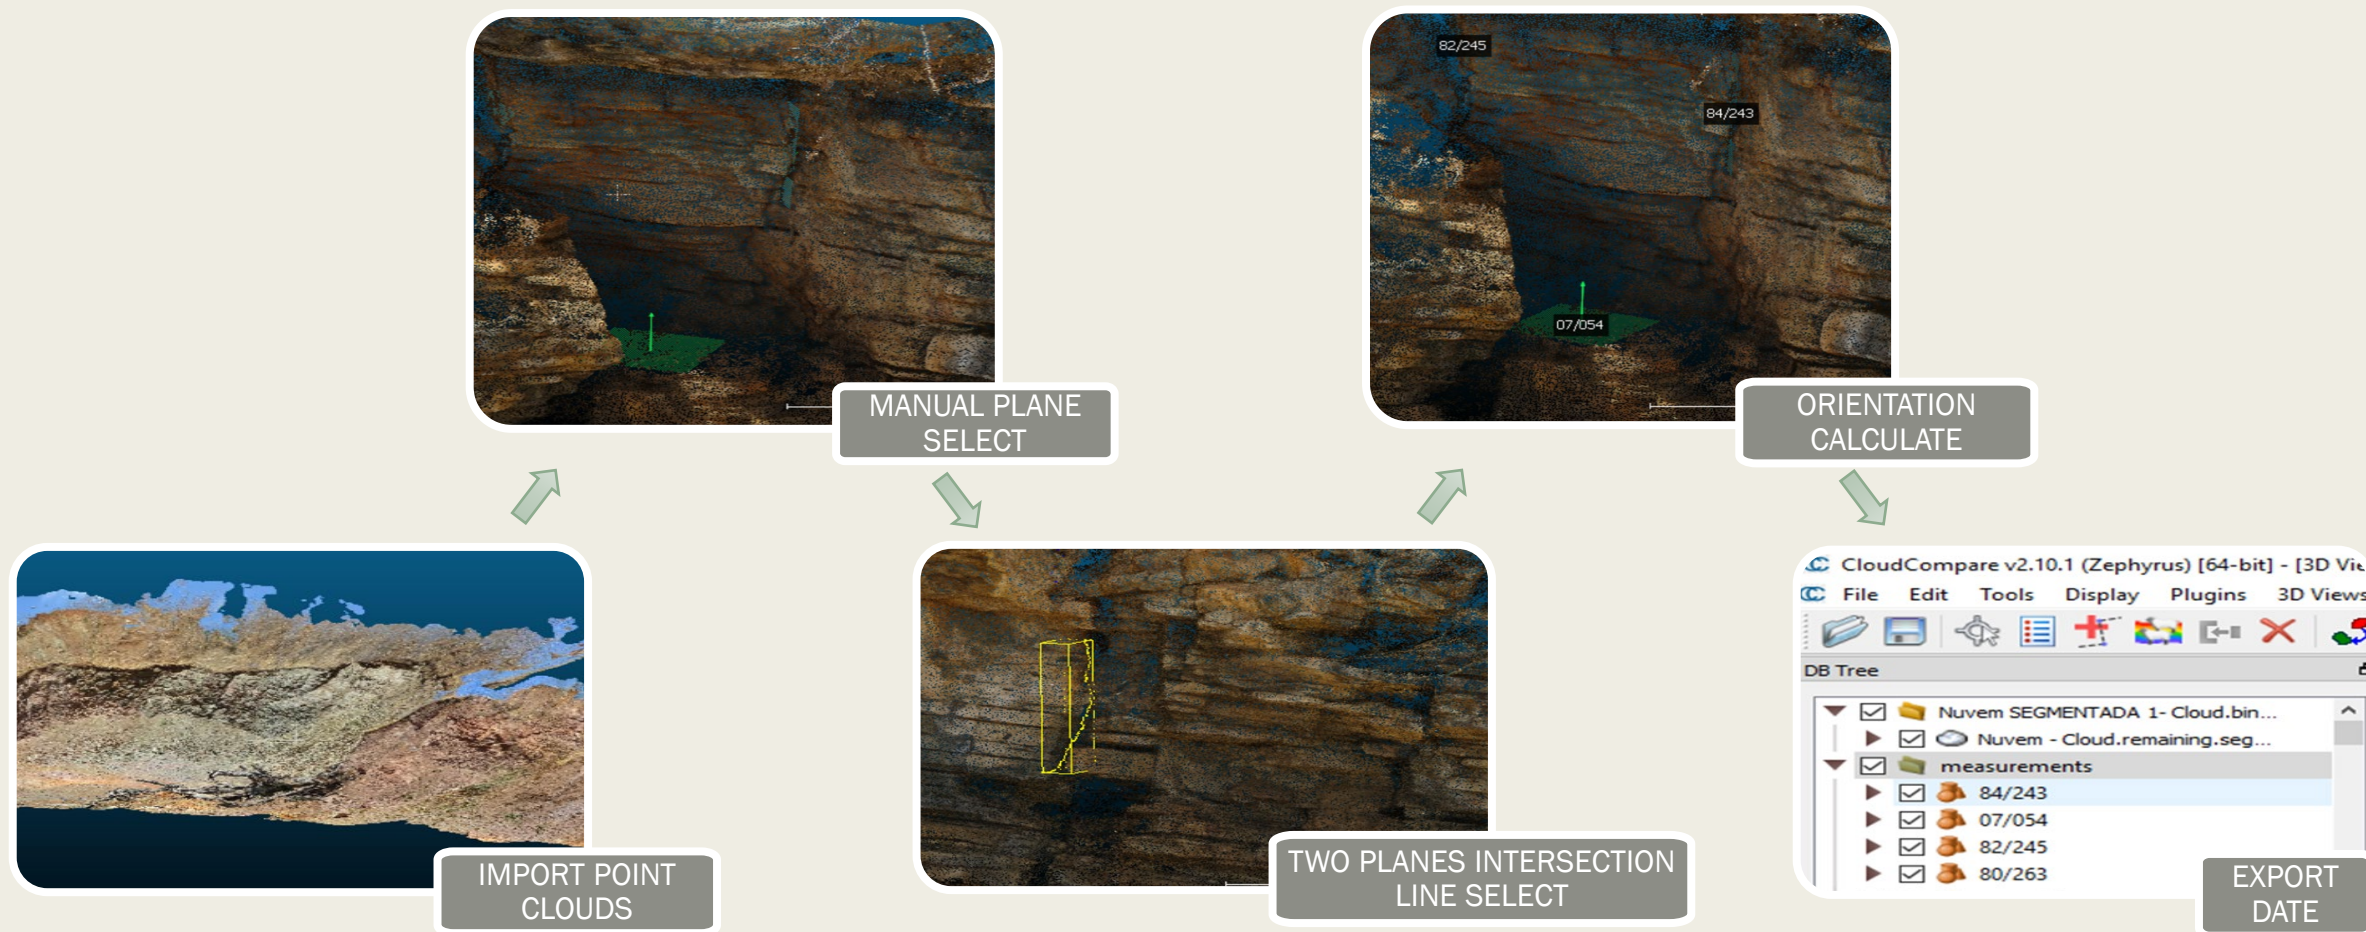 82/245
84/243
07/054
MANUAL PLANE
SELECT
ORIENTATION
CALCULATE
IMPORT POINT
CLOUDS
TWO PLANES INTERSECTION
LINE SELECT
CloudCompare v2.10.1 (Zephyrus) [64-bit] - [3D Vie
File Edit Tools Display Plugins 3D Views
DB Tree
Nuvem SEGMENTADA 1- Cloud.bin...
Nuvem - Cloud.remaining.seg...
measurements
84/243
07/054
82/245
80/263
EXPORT
DATE